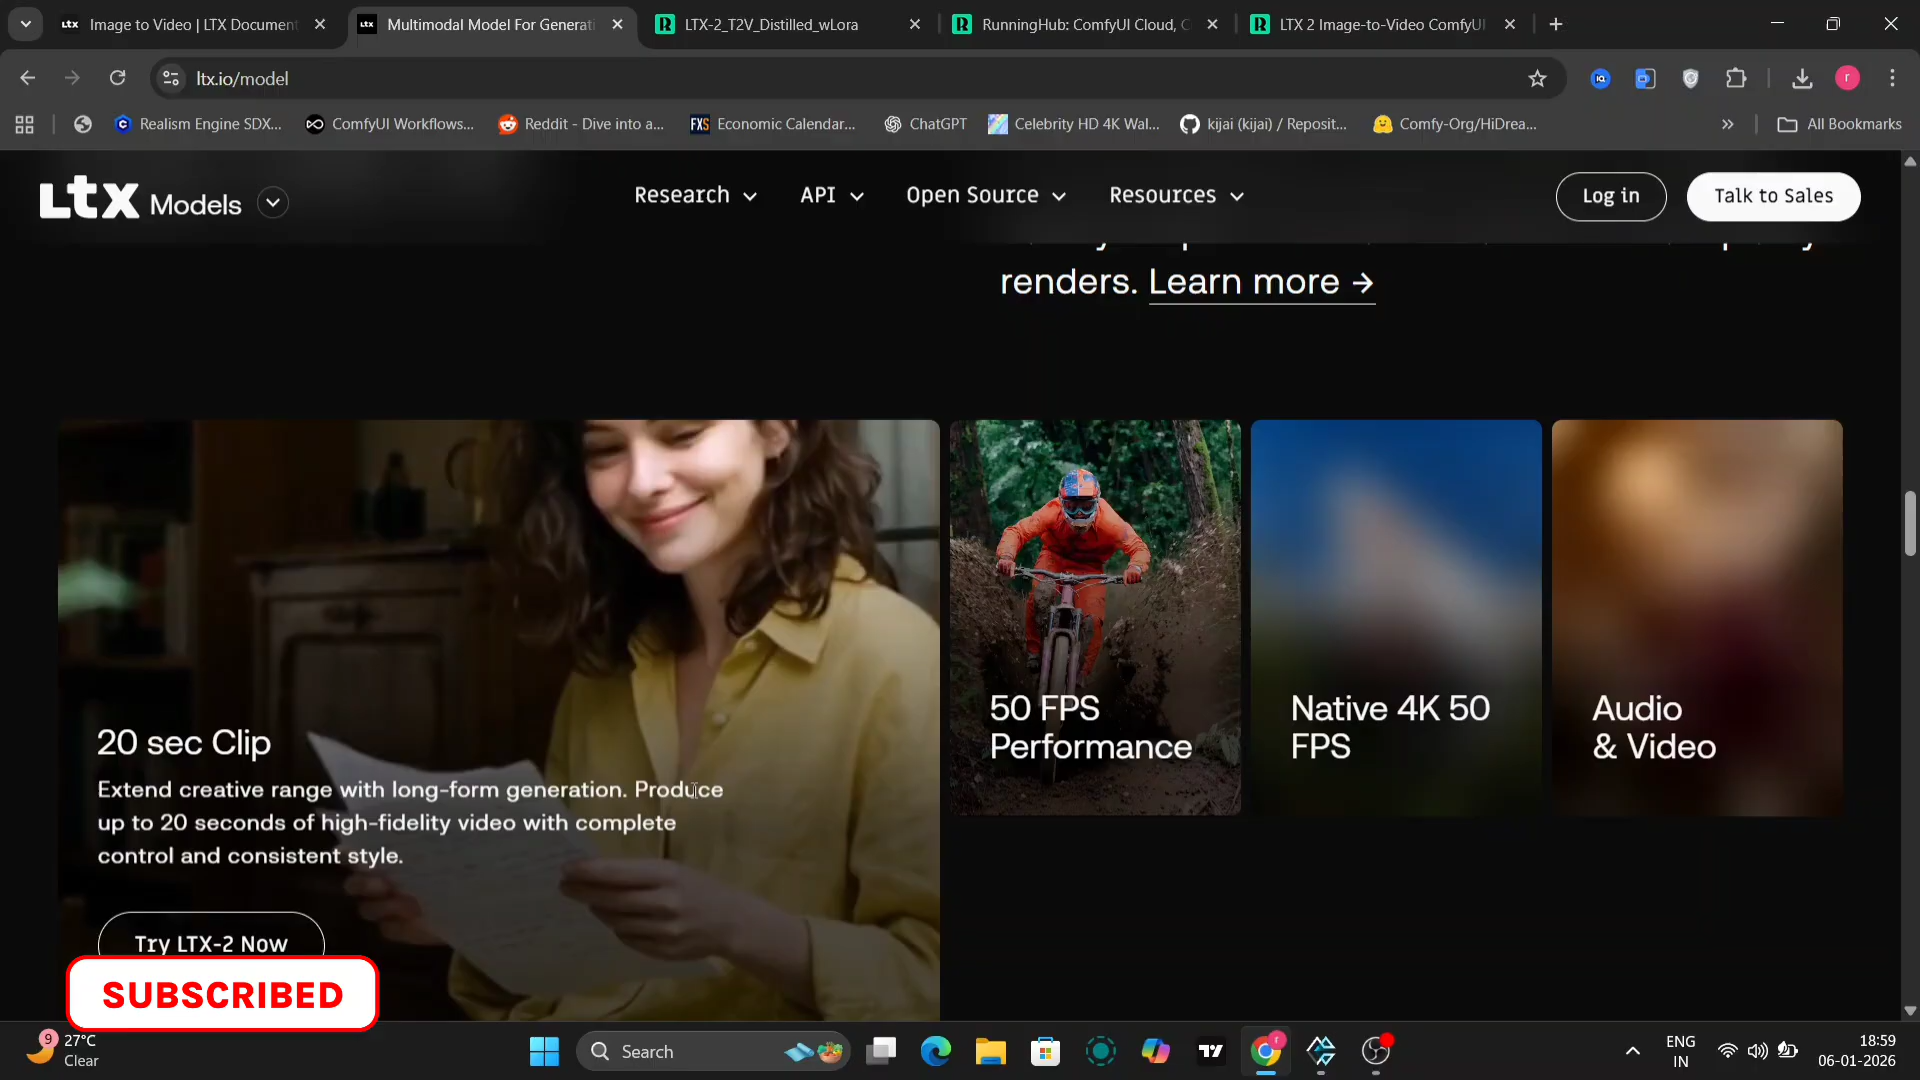 LTX Image to Video | LTX Document
LTX Multimodal Model For Generati
LTX-2_T2V_Distilled_wLora
RunningHub: ComfyUI Cloud, C
LTX 2 Image-to-Video ComfyUI
ltx.io/model
Realism Engine SDX...
ComfyUI Workflows...
Reddit - Dive into a...
FXS Economic Calendar...
ChatGPT
Celebrity HD 4K Wal...
kijai (kijai) / Reposit...
Comfy-Org/HiDrea...
All Bookmarks
LTX Models
Research
API
Open Source
Resources
Log in
Talk to Sales
renders. Learn more →
20 sec Clip
Extend creative range with long-form generation. Produce
up to 20 seconds of high-fidelity video with complete
control and consistent style.
Try LTX-2 Now
50 FPS
Performance
Native 4K 50
FPS
Audio
& Video
SUBSCRIBED
9
27°C
Clear
Search
ENG
IN
18:59
06-01-2026